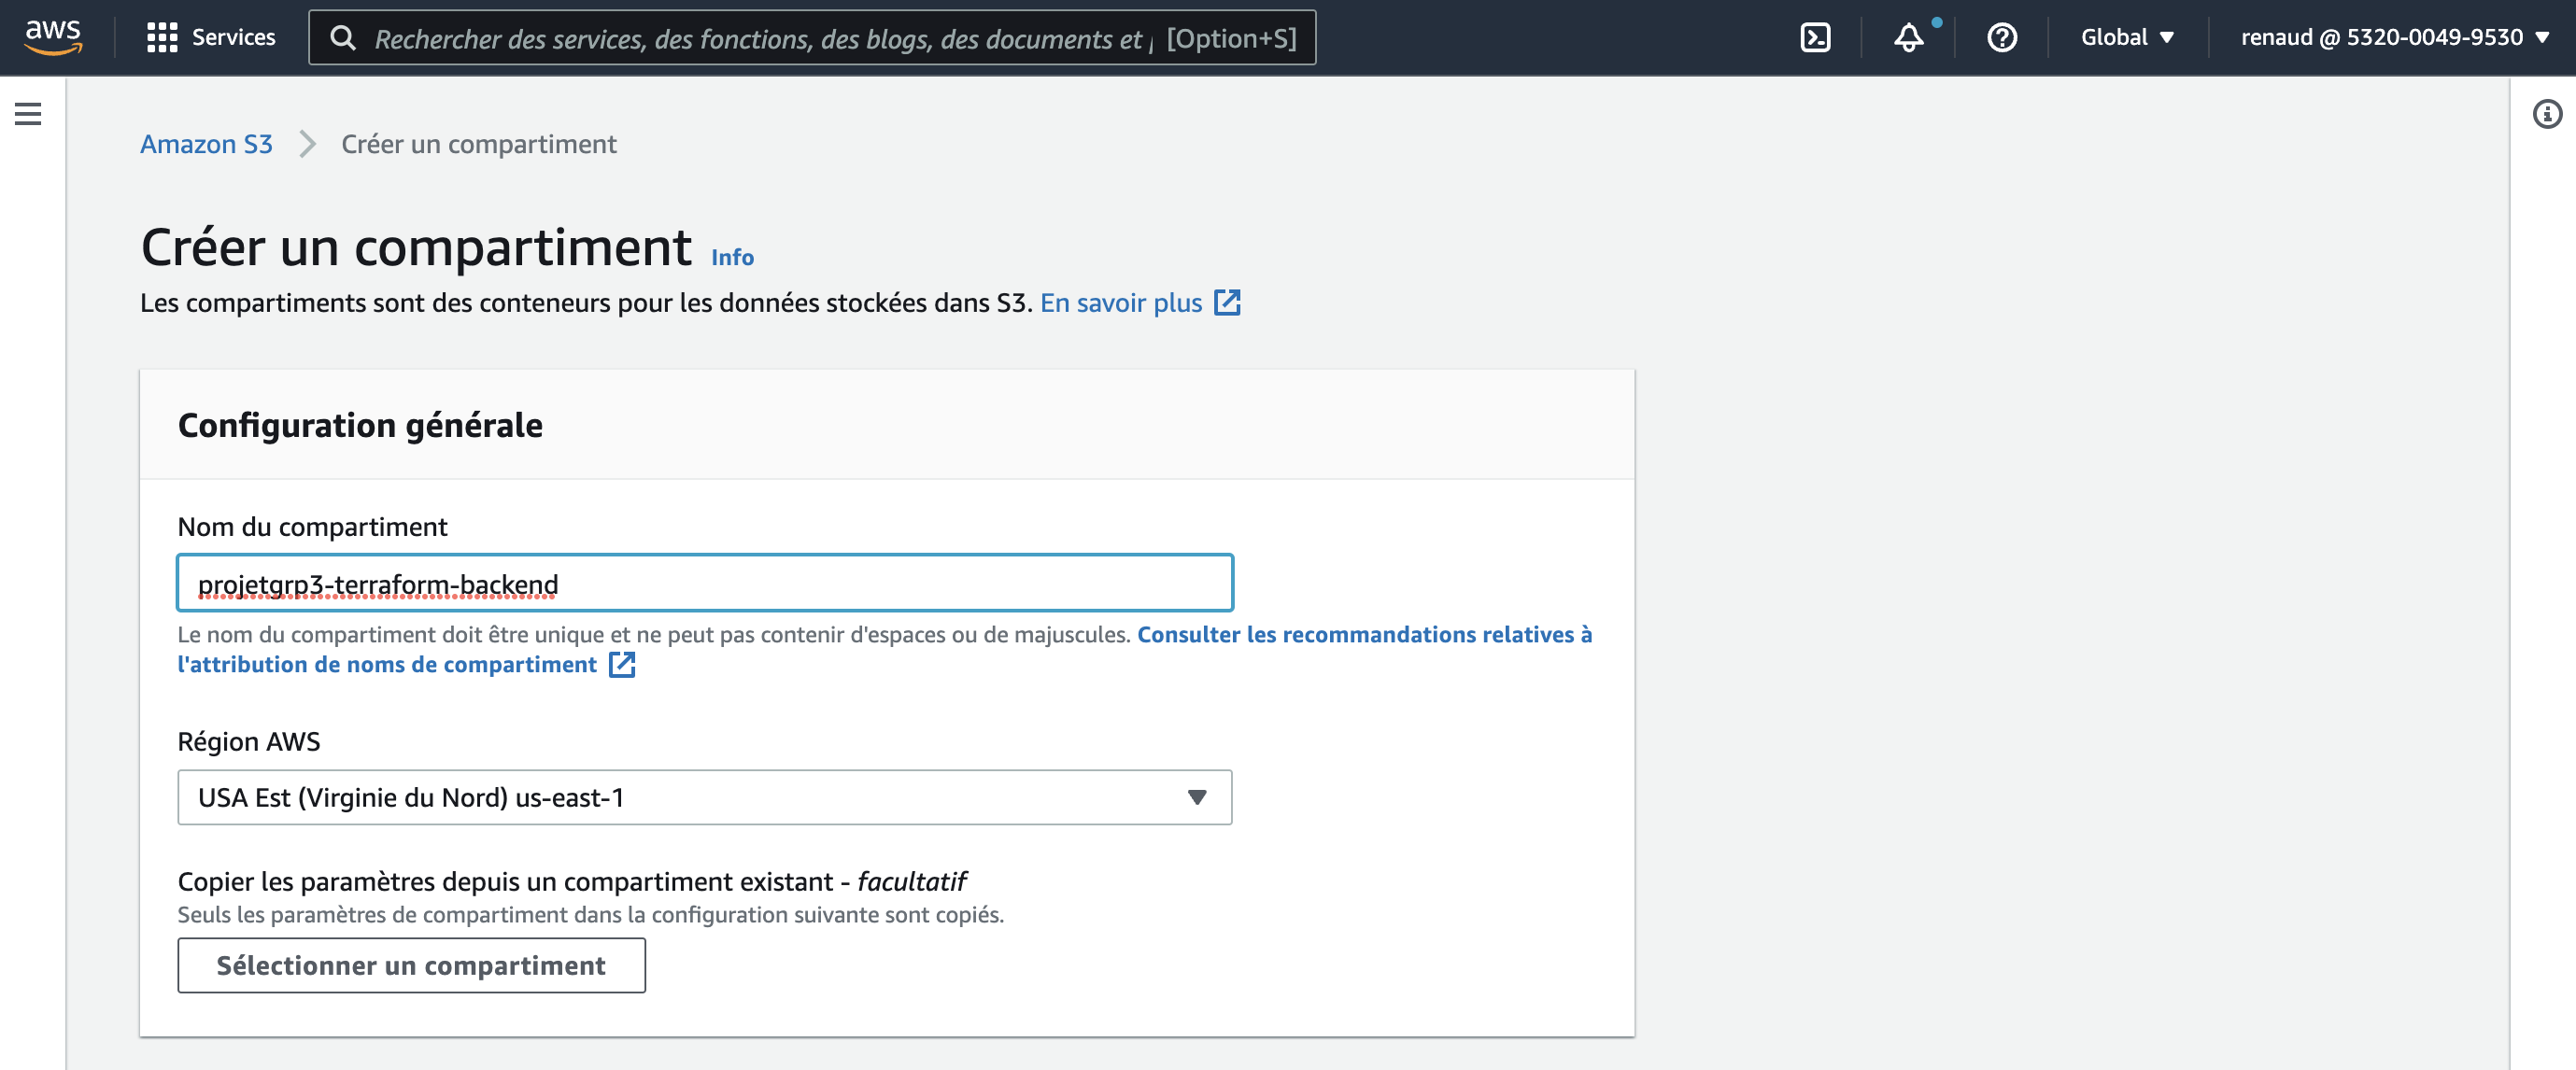 aws
Services
Rechercher des services, des fonctions, des blogs, des documents et [Option+S]
Global
renaud @ 5320-0049-9530
Amazon S3
Créer un compartiment
Créer un compartiment Info
Les compartiments sont des conteneurs pour les données stockées dans S3. En savoir plus
Configuration générale
Nom du compartiment
projetgrp3-terraform-backend
Le nom du compartiment doit être unique et ne peut pas contenir d'espaces ou de majuscules. Consulter les recommandations relatives à
l'attribution de noms de compartiment
Région AWS
USA Est (Virginie du Nord) us-east-1
Copier les paramètres depuis un compartiment existant - facultatif
Seuls les paramètres de compartiment dans la configuration suivante sont copiés.
Sélectionner un compartiment